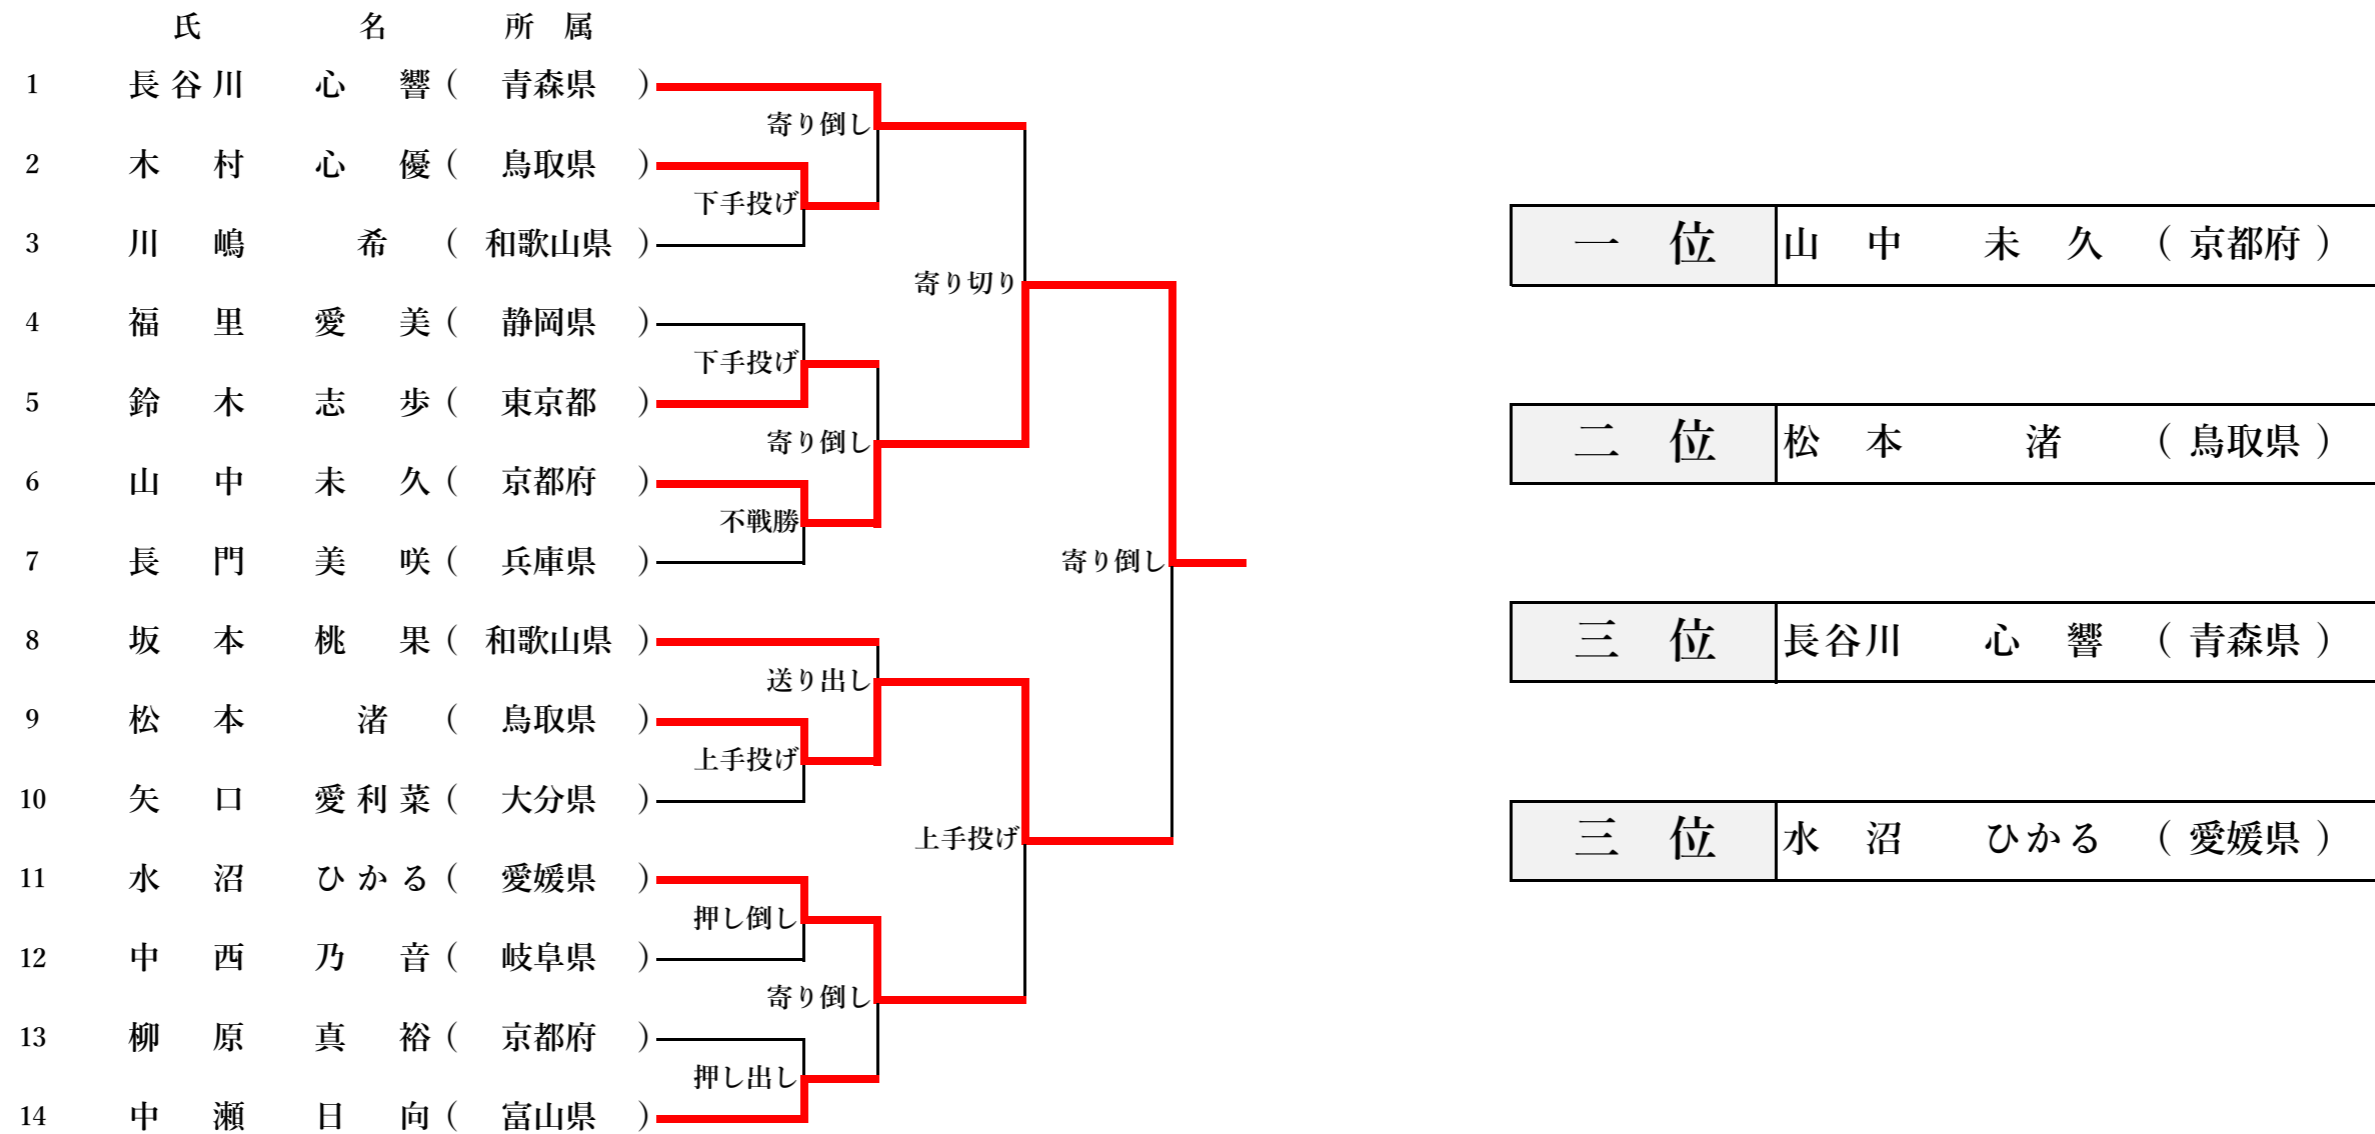 氏 名 所 属
1 長谷川 心 響 ( 青森県 )
寄り倒し
2 木 村 心 優 ( 鳥取県 )
下手投げ
3 川 嶋 希 ( 和歌山県 )
寄り切り
4 福 里 愛 美 ( 静岡県 )
下手投げ
5 鈴 木 志 歩 ( 東京都 )
寄り倒し
6 山 中 未 久 ( 京都府 )
不戦勝
7 長 門 美 咲 ( 兵庫県 )
寄り倒し
8 坂 本 桃 果 ( 和歌山県 )
送り出し
9 松 本 渚 ( 鳥取県 )
上手投げ
10 矢 口 愛利菜 ( 大分県 )
上手投げ
11 水 沼 ひかる ( 愛媛県 )
押し倒し
12 中 西 乃 音 ( 岐阜県 )
寄り倒し
13 柳 原 真 裕 ( 京都府 )
押し出し
14 中 瀬 日 向 ( 富山県 )
一 位 山 中 未 久 ( 京都府 )
二 位 松 本 渚 ( 鳥取県 )
三 位 長谷川 心 響 ( 青森県 )
三 位 水 沼 ひかる ( 愛媛県 )